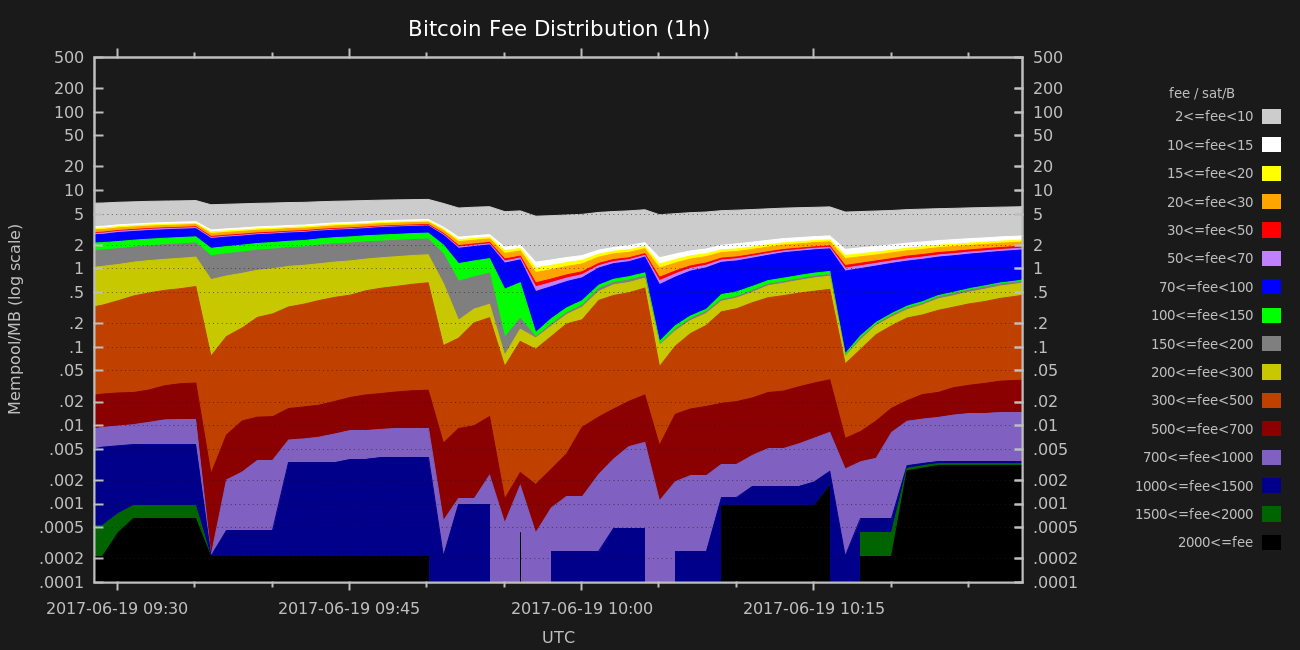 Bitcoin Fee Distribution (1h)
500 500
200 200
100 100
50 50
20 20
10 10
5 5
2 2
1 1
.5 .5
.2 .2
.1 .1
.05 .05
.02 .02
.01 .01
.005 .005
.002 .002
.001 .001
.0005 .0005
.0002 .0002
.0001 .0001
Mempool/MB (log scale)
2017-06-19 09:30 2017-06-19 09:45 2017-06-19 10:00 2017-06-19 10:15
UTC
fee / sat/B
2<=fee<10
10<=fee<15
15<=fee<20
20<=fee<30
30<=fee<50
50<=fee<70
70<=fee<100
100<=fee<150
150<=fee<200
200<=fee<300
300<=fee<500
500<=fee<700
700<=fee<1000
1000<=fee<1500
1500<=fee<2000
2000<=fee